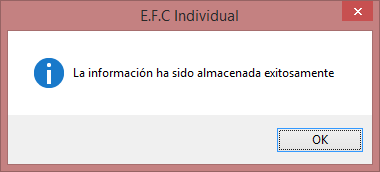 E.F.C Individual
La información ha sido almacenada exitosamente
OK